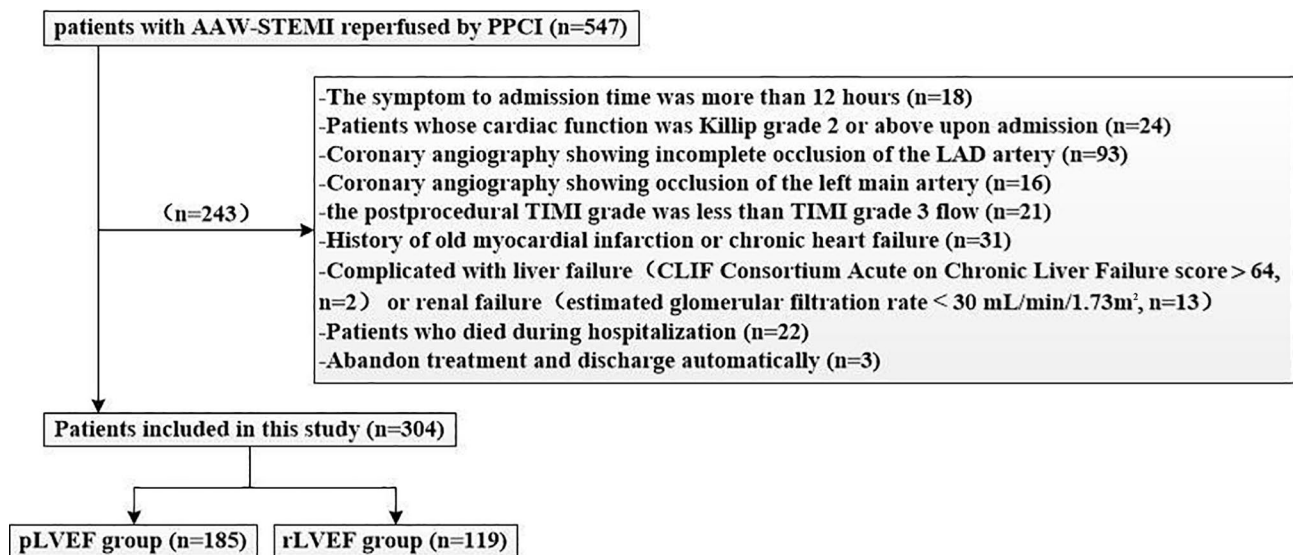 patients with AAW-STEMI reperfused by PPCI (n=547)
-The symptom to admission time was more than 12 hours (n=18)
-Patients whose cardiac function was Killip grade 2 or above upon admission (n=24)
-Coronary angiography showing incomplete occlusion of the LAD artery (n=93)
-Coronary angiography showing occlusion of the left main artery (n=16)
(n=243)
-the postprocedural TIMI grade was less than TIMI grade 3 flow (n=21)
-History of old myocardial infarction or chronic heart failure (n=31)
-Complicated with liver failure（CLIF Consortium Acute on Chronic Liver Failure score＞64,
n=2）or renal failure（estimated glomerular filtration rate＜30 mL/min/1.73m², n=13）
-Patients who died during hospitalization (n=22)
-Abandon treatment and discharge automatically (n=3)
Patients included in this study (n=304)
pLVEF group (n=185)
rLVEF group (n=119)